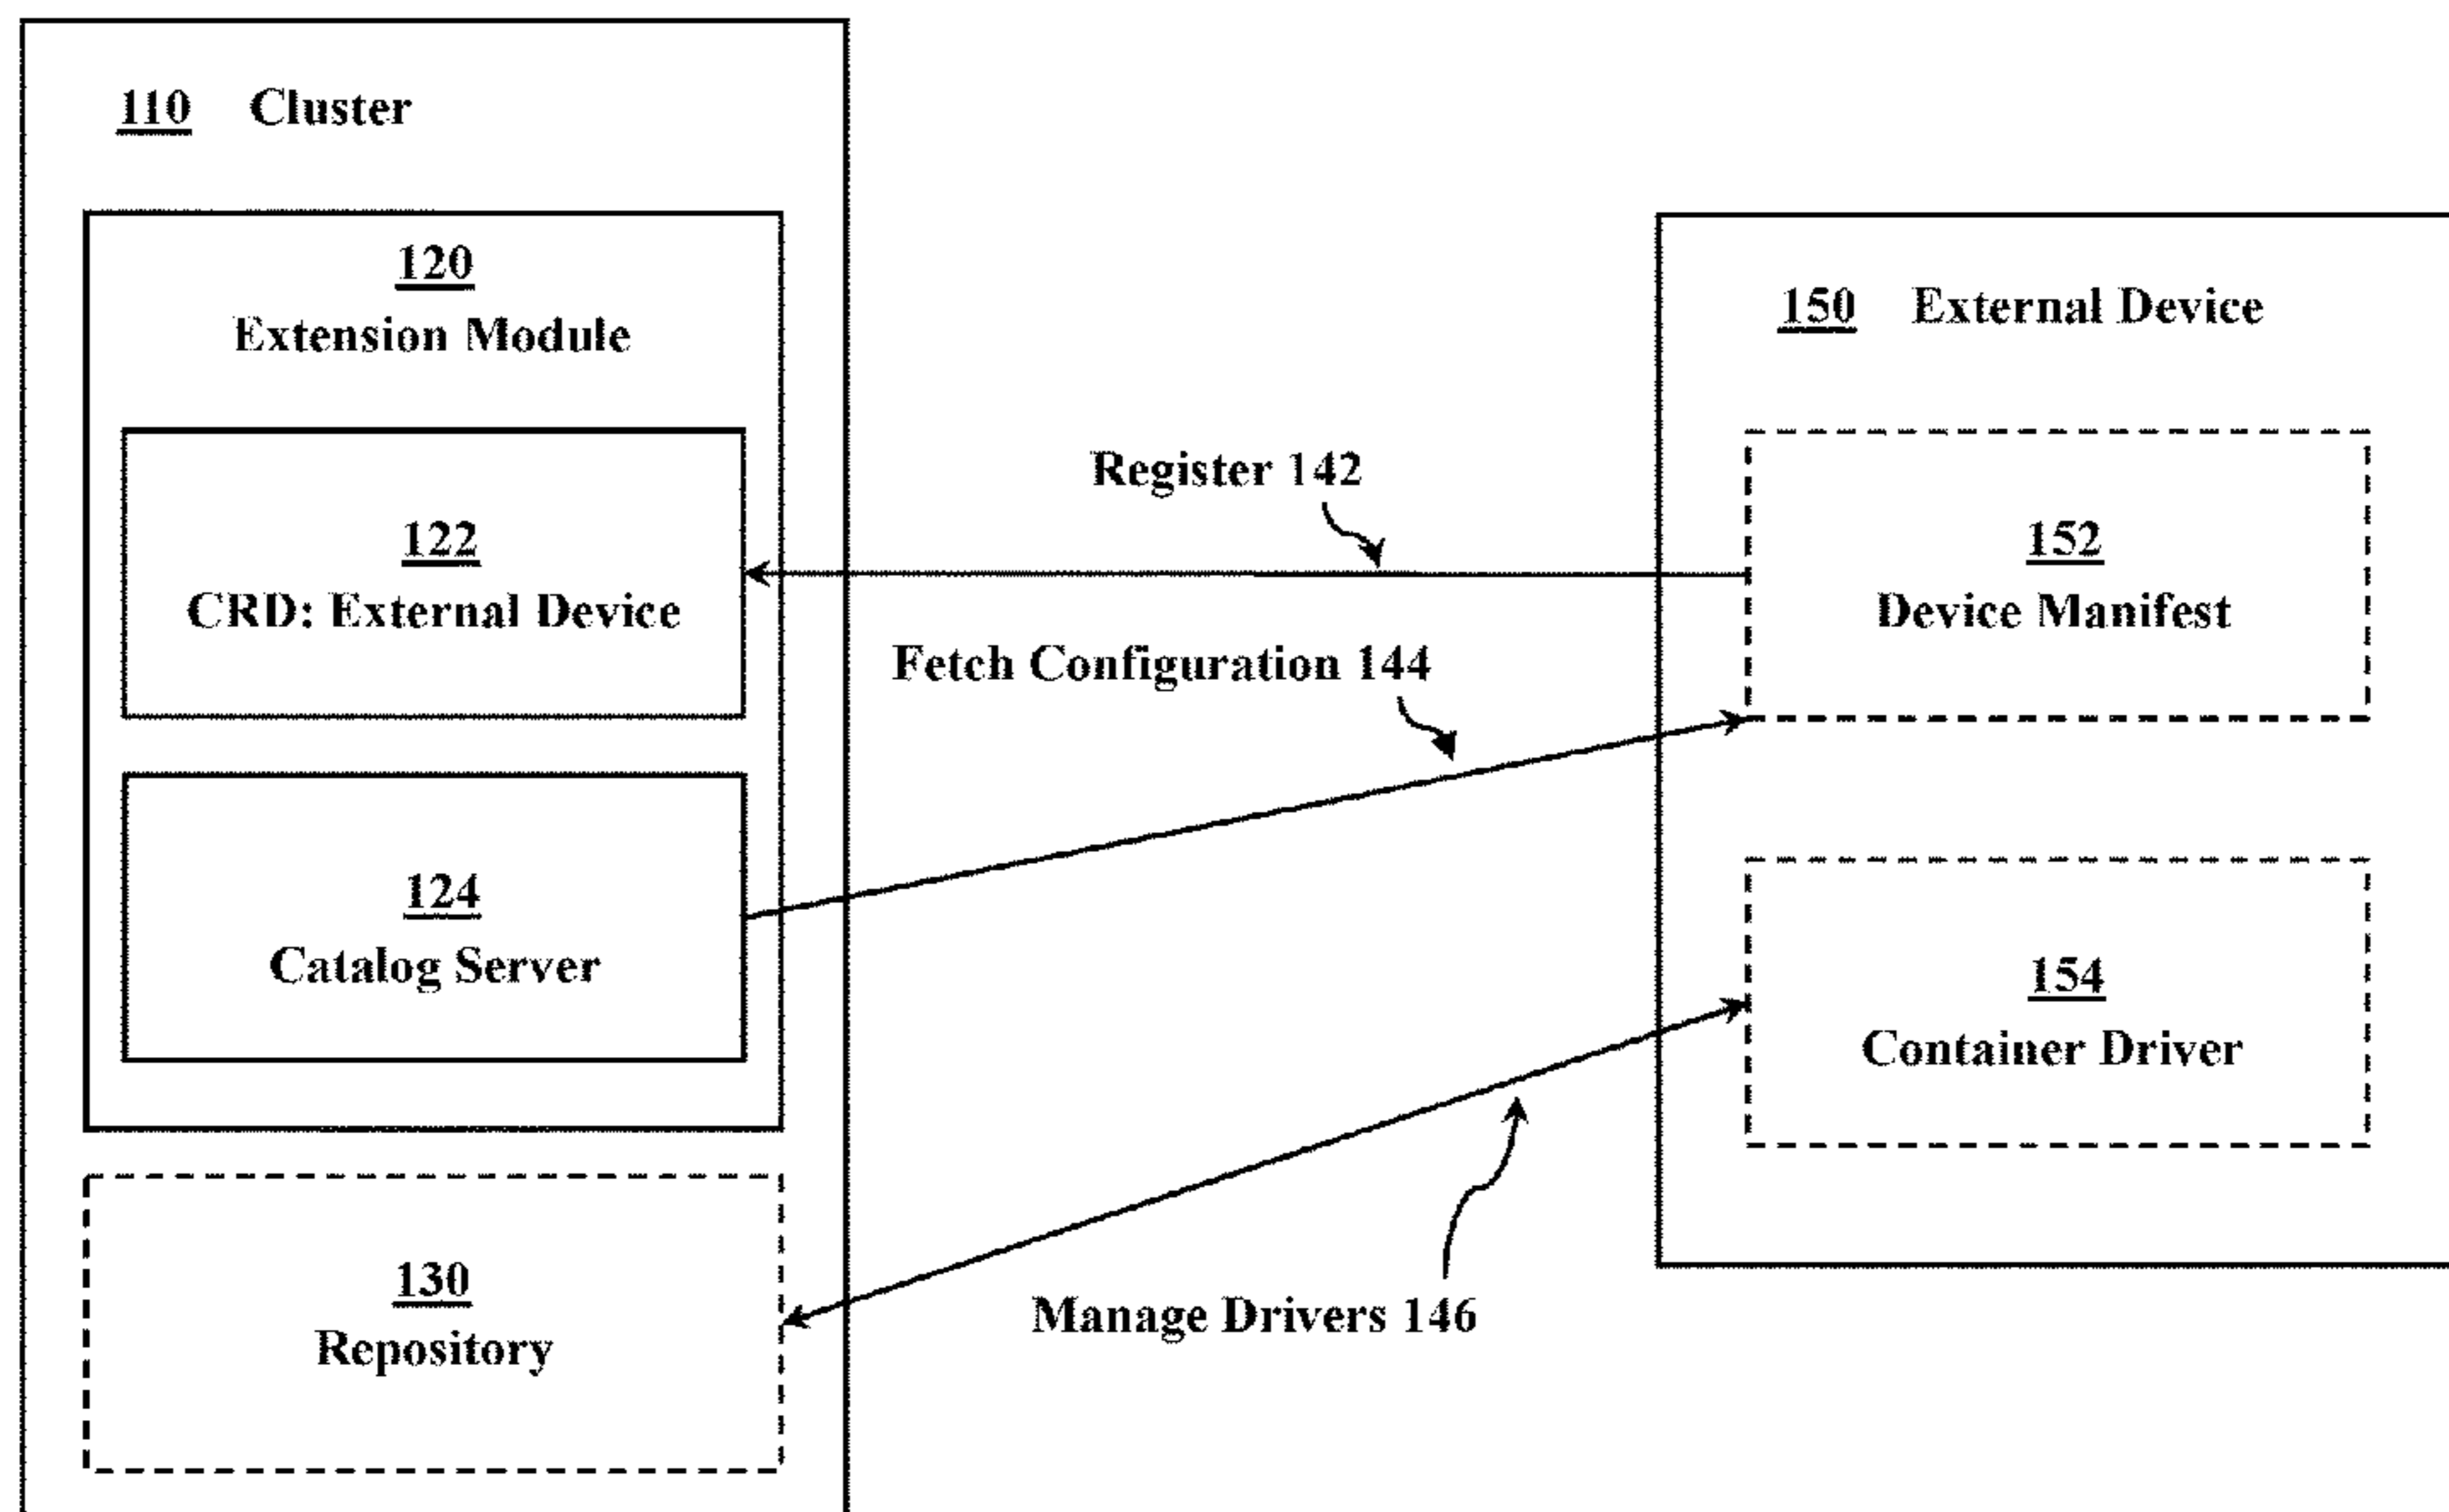 110 Cluster
120
Extension Module
122
CRD: External Device
124
Catalog Server
130
Repository
Register 142
Fetch Configuration 144
Manage Drivers 146
150 External Device
152
Device Manifest
154
Container Driver